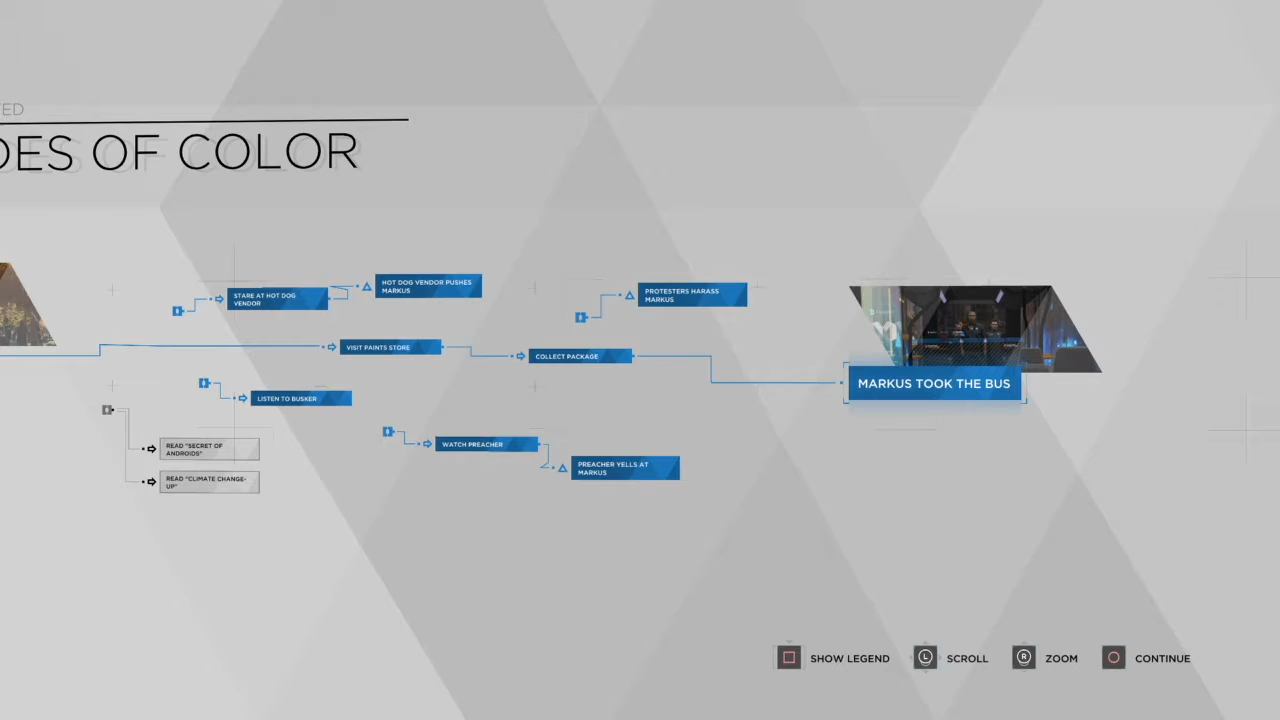 ED
DES OF COLOR
HOT DOG VENDOR PUSHES
MARKUS
STARE AT HOT DOG
VENDOR
PROTESTERS HARASS
MARKUS
VISIT PAINTS STORE
COLLECT PACKAGE
MARKUS TOOK THE BUS
LISTEN TO BUSKER
WATCH PREACHER
READ "SECRET OF
ANDROIDS"
PREACHER YELLS AT
MARKUS
READ "CLIMATE CHANGE-
UP"
SHOW LEGEND
L SCROLL
R ZOOM
CONTINUE